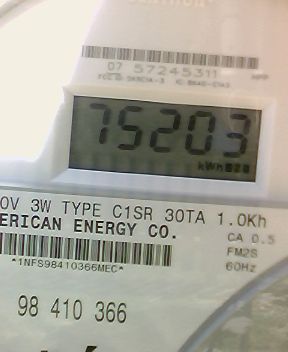 07 57245311
75203
kWh
0V 3W TYPE C1SR 30TA 1.0Kh
ERICAN ENERGY CO.
CA 0.5
FM2S
*1NFS98410366MEC*
60Hz
98 410 366